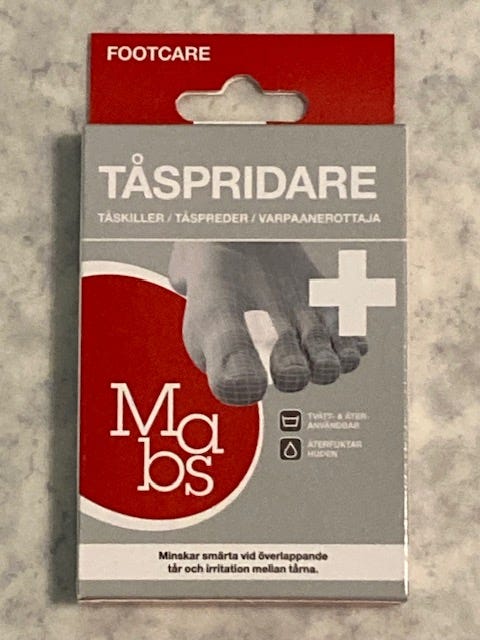 FOOTCARE
TÅSPRIDARE
TÅSKILLER / TÅSPREDER / VARPAANEROTTAJA
Mabs
TVÄTT- & ÅTER-
ANVÄNDBAR
ÅTERFUKTAR
HUDEN
Minskar smärta vid överlappande
tår och irritation mellan tårna.